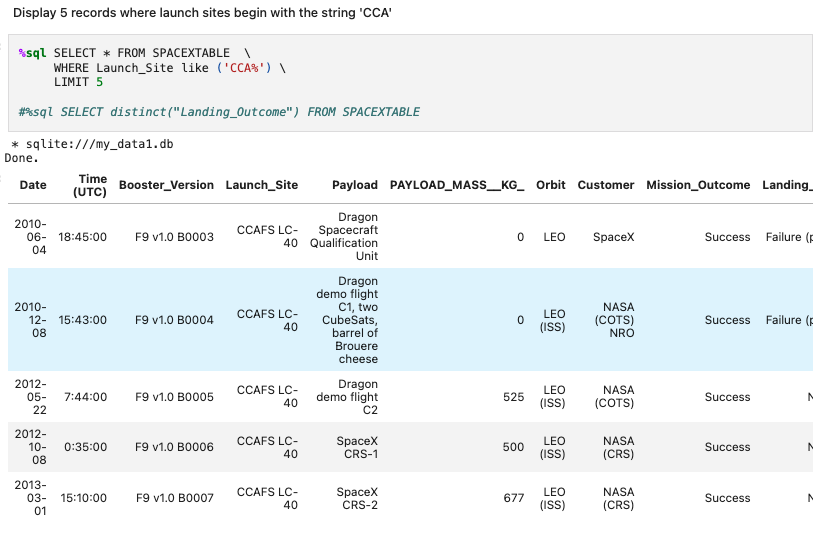 Display 5 records where launch sites begin with the string 'CCA'
%sql SELECT * FROM SPACEXTABLE \
WHERE Launch_Site like ('CCA%') \
LIMIT 5
#%sql SELECT distinct("Landing_Outcome") FROM SPACEXTABLE
* sqlite:///my_data1.db
Done.
Date Time (UTC) Booster_Version Launch_Site Payload PAYLOAD_MASS__KG_ Orbit Customer Mission_Outcome Landing_
2010-06-04 18:45:00 F9 v1.0 B0003 CCAFS LC-40 Dragon Spacecraft Qualification Unit 0 LEO SpaceX Success Failure (p
2010-12-08 15:43:00 F9 v1.0 B0004 CCAFS LC-40 Dragon demo flight C1, two CubeSats, barrel of Brouere cheese 0 LEO (ISS) NASA (COTS) NRO Success Failure (p
2012-05-22 7:44:00 F9 v1.0 B0005 CCAFS LC-40 Dragon demo flight C2 525 LEO (ISS) NASA (COTS) Success N
2012-10-08 0:35:00 F9 v1.0 B0006 CCAFS LC-40 SpaceX CRS-1 500 LEO (ISS) NASA (CRS) Success N
2013-03-01 15:10:00 F9 v1.0 B0007 CCAFS LC-40 SpaceX CRS-2 677 LEO (ISS) NASA (CRS) Success N